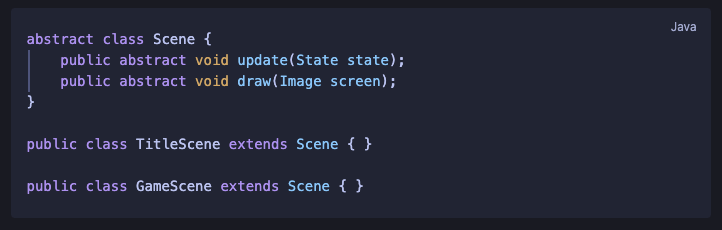 Java
abstract class Scene {
    public abstract void update(State state);
    public abstract void draw(Image screen);
}
public class TitleScene extends Scene { }
public class GameScene extends Scene { }